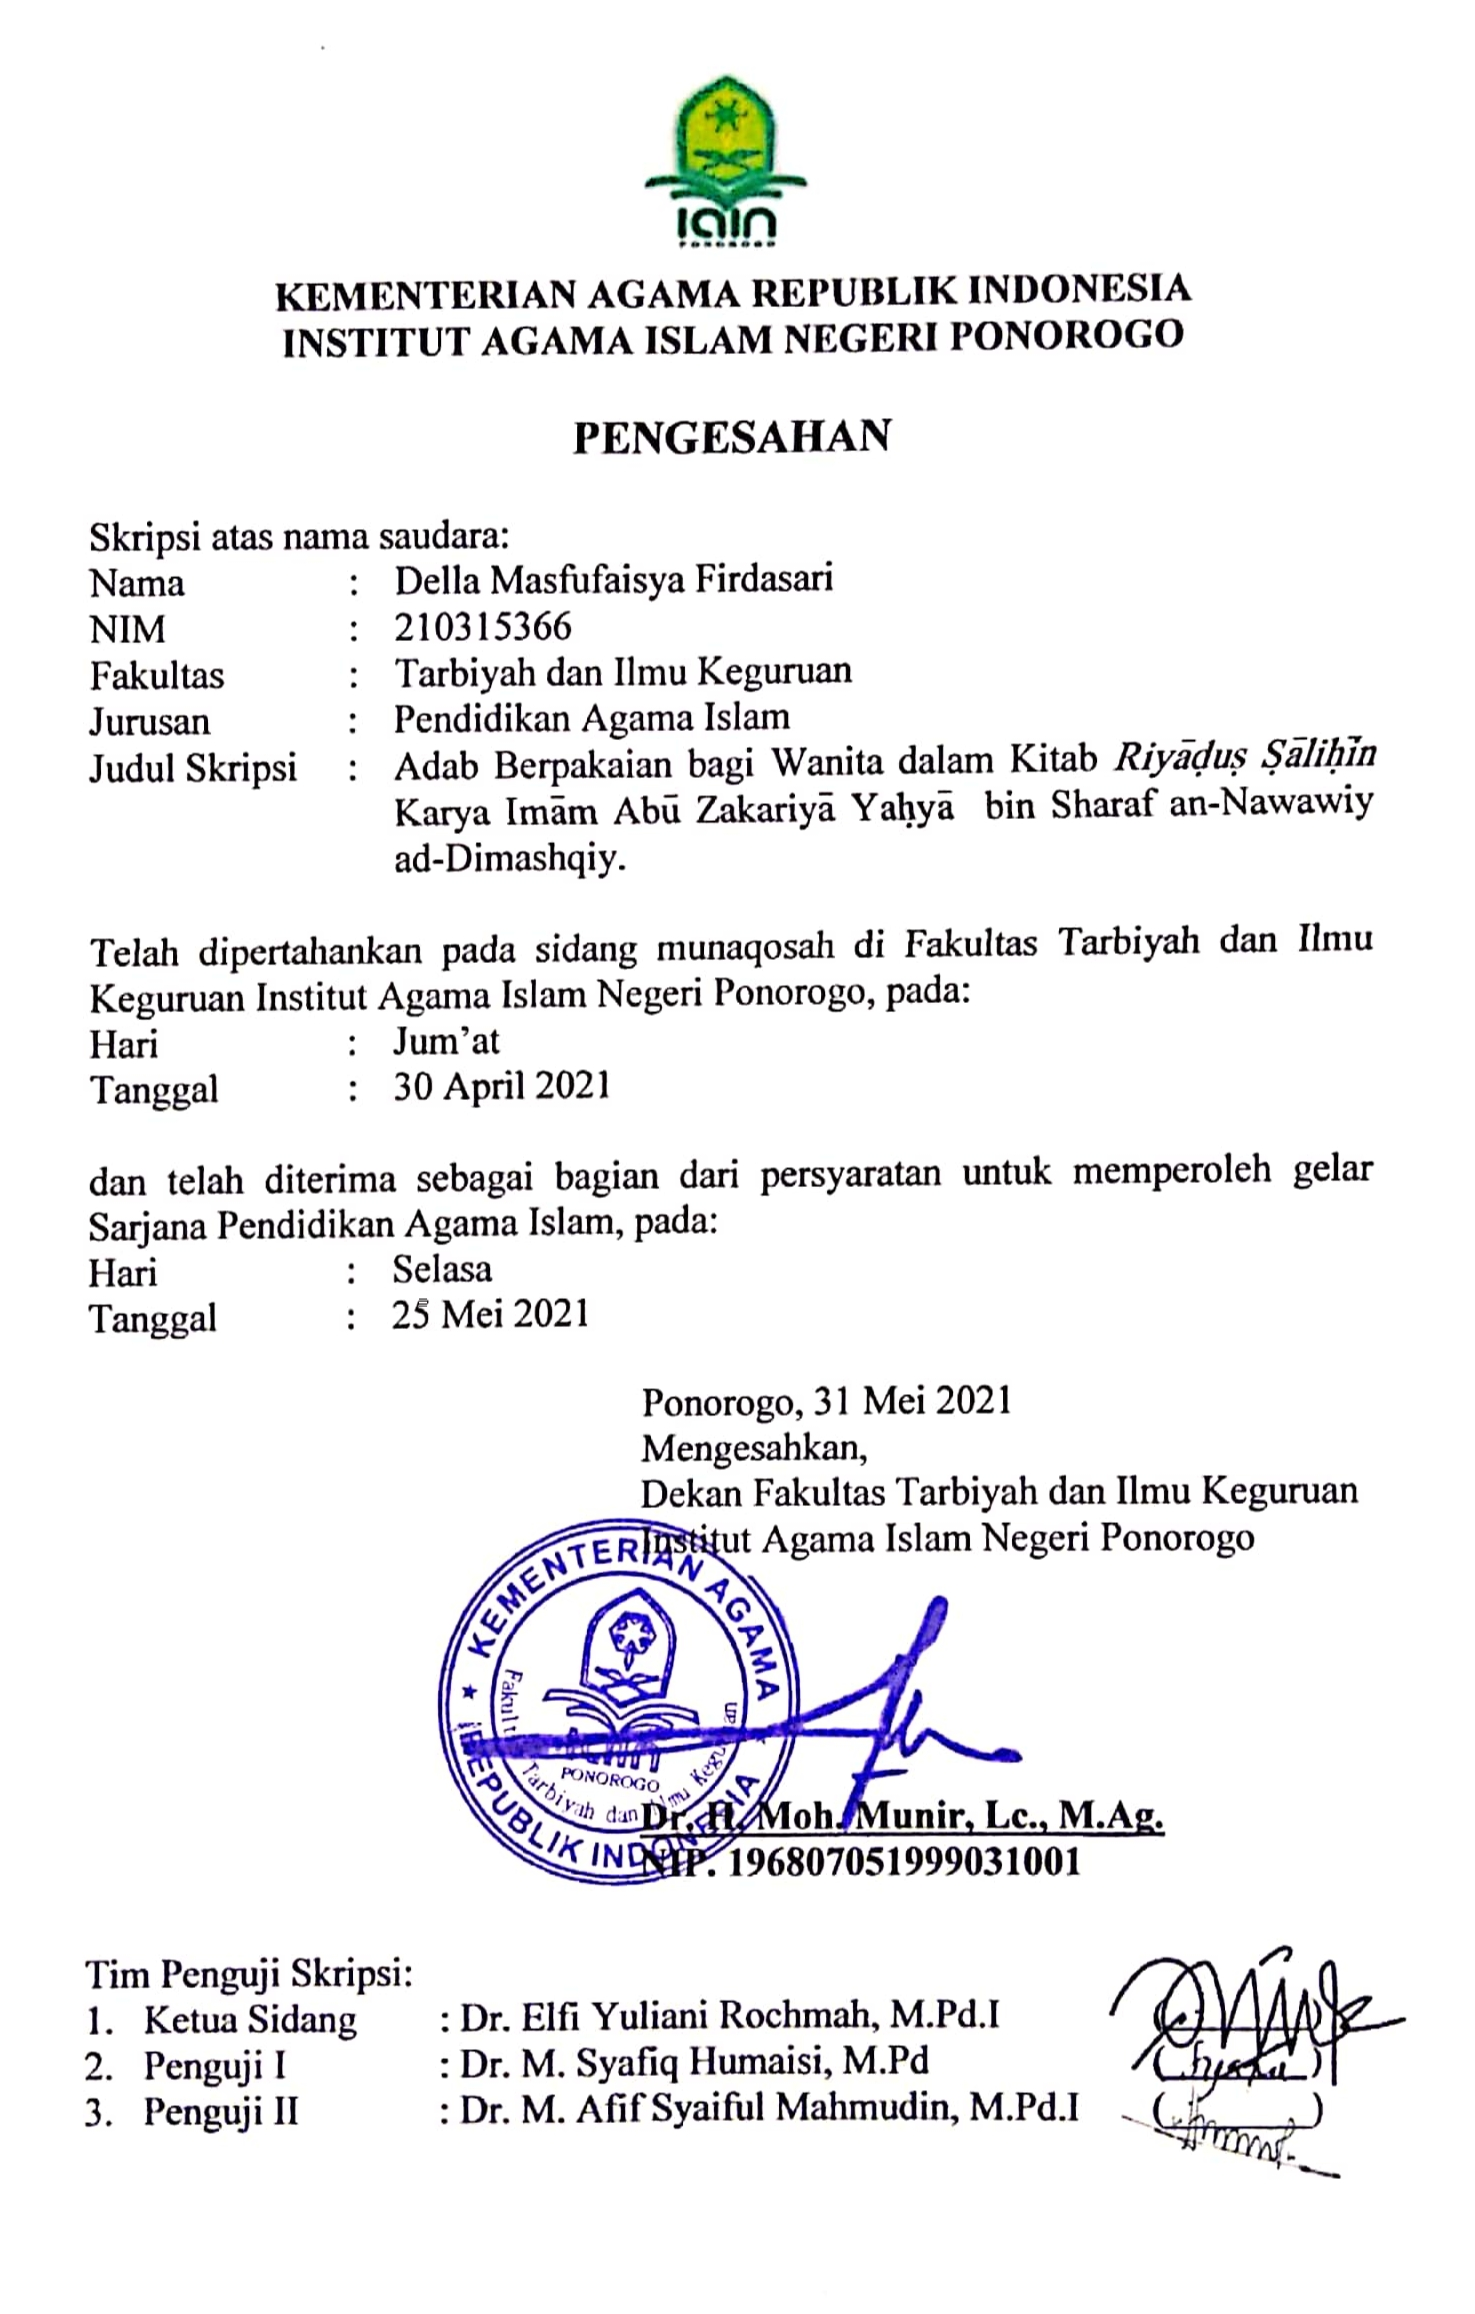 iain
PONOROGO
KEMENTERIAN AGAMA REPUBLIK INDONESIA
INSTITUT AGAMA ISLAM NEGERI PONOROGO
PENGESAHAN
Skripsi atas nama saudara:
Nama : Della Masfufaisya Firdasari
NIM : 210315366
Fakultas : Tarbiyah dan Ilmu Keguruan
Jurusan : Pendidikan Agama Islam
Judul Skripsi : Adab Berpakaian bagi Wanita dalam Kitab Riyāḍuṣ Ṣāliḥīn
Karya Imām Abū Zakariyā Yaḥyā bin Sharaf an-Nawawiy
ad-Dimashqiy.
Telah dipertahankan pada sidang munaqosah di Fakultas Tarbiyah dan Ilmu
Keguruan Institut Agama Islam Negeri Ponorogo, pada:
Hari : Jum’at
Tanggal : 30 April 2021
dan telah diterima sebagai bagian dari persyaratan untuk memperoleh gelar
Sarjana Pendidikan Agama Islam, pada:
Hari : Selasa
Tanggal : 25 Mei 2021
Ponorogo, 31 Mei 2021
Mengesahkan,
Dekan Fakultas Tarbiyah dan Ilmu Keguruan
Institut Agama Islam Negeri Ponorogo
KEMENTERIAN AGAMA
REPUBLIK INDONESIA
Fakultas Tarbiyah dan Ilmu Keguruan
PONOROGO
Dr. H. Moh. Munir, Lc., M.Ag.
NIP. 196807051999031001
Tim Penguji Skripsi:
1. Ketua Sidang : Dr. Elfi Yuliani Rochmah, M.Pd.I
2. Penguji I : Dr. M. Syafiq Humaisi, M.Pd
3. Penguji II : Dr. M. Afif Syaiful Mahmudin, M.Pd.I